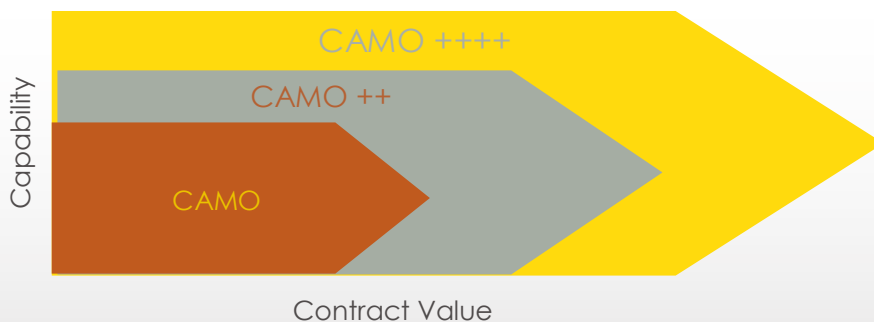 CAMO ++++
CAMO ++
CAMO
Capability
Contract Value